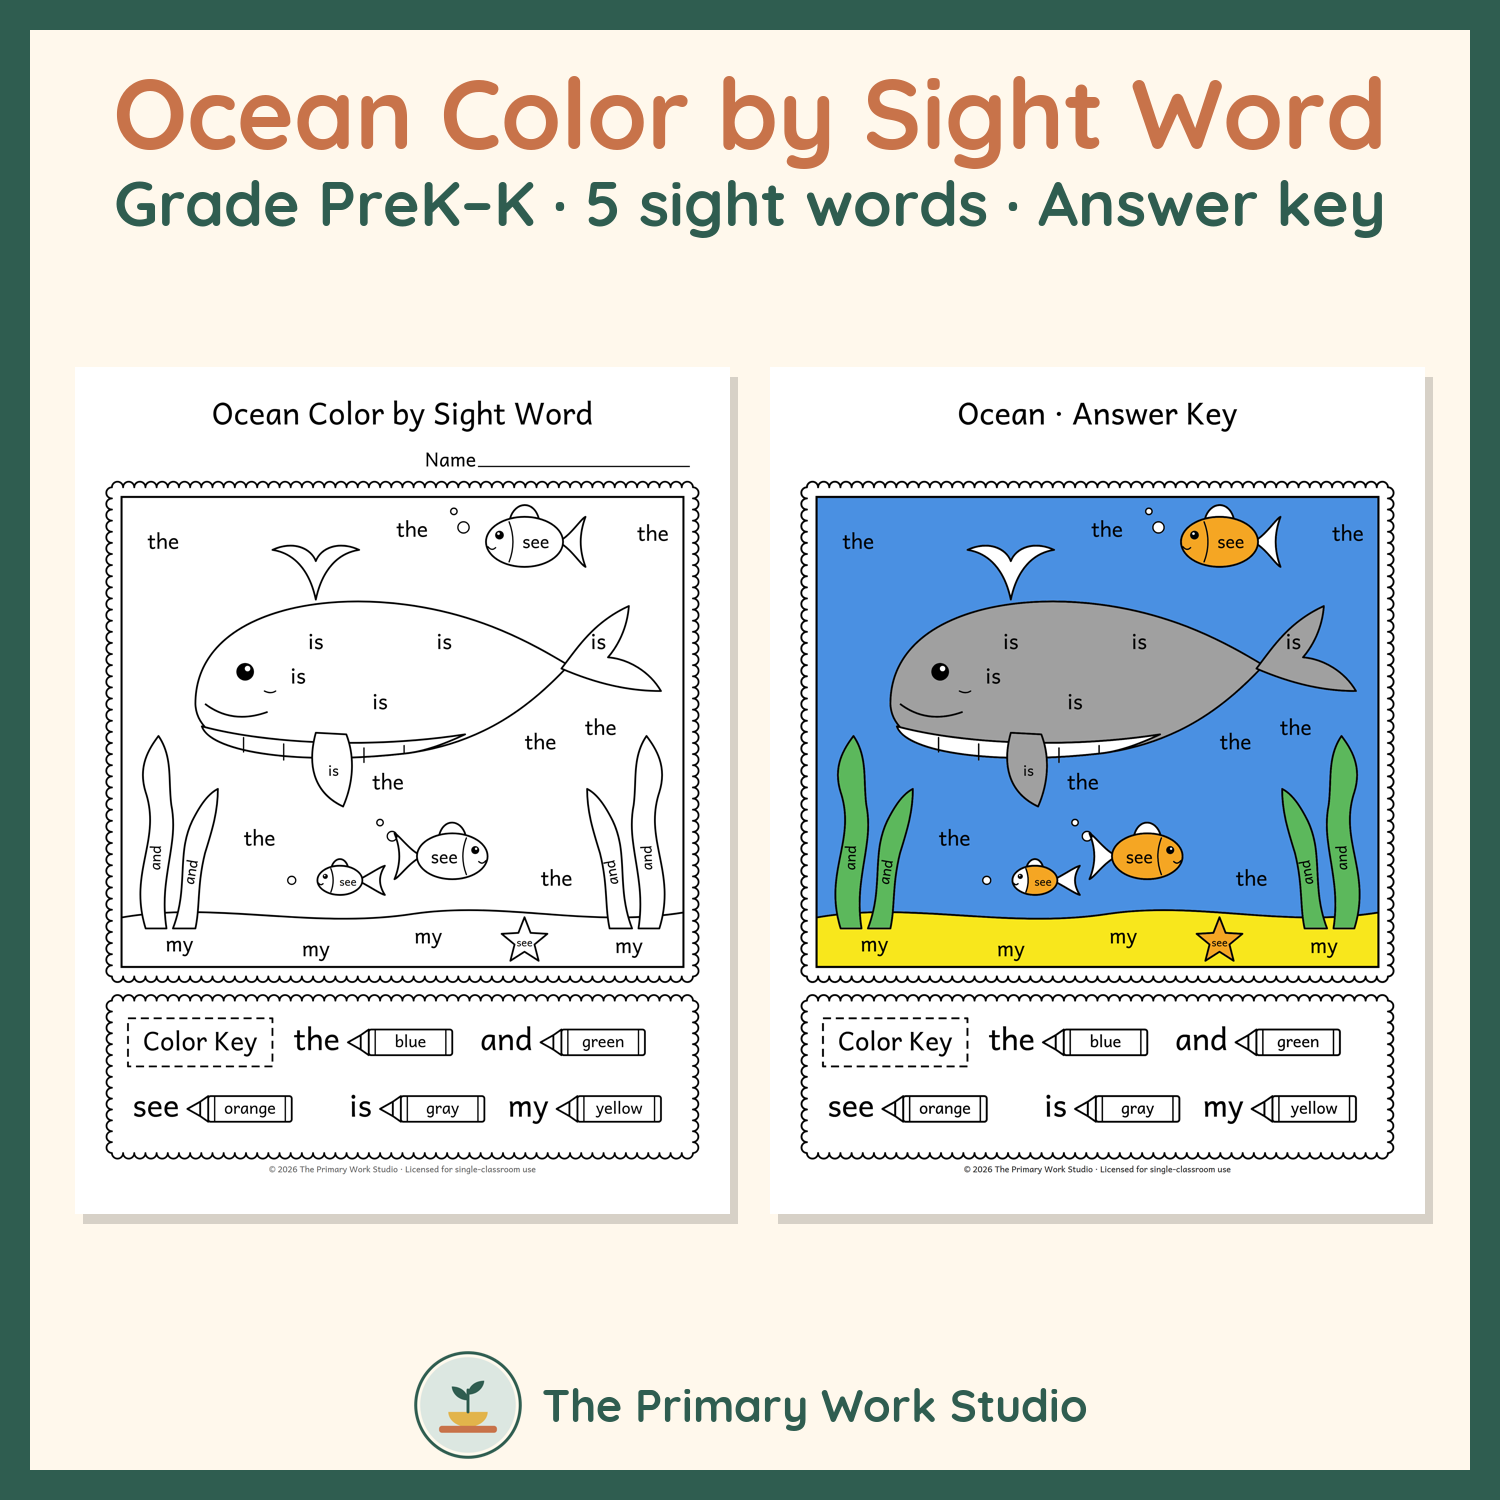 Ocean Color by Sight Word
Grade PreK–K · 5 sight words · Answer key
Ocean Color by Sight Word
Name
the
the
see
the
is
is
is
is
is
the
the
is
the
the
see
see
the
and
and
and
and
my
my
my
see
my
Color Key
the blue
and green
see orange
is gray
my yellow
© 2026 The Primary Work Studio · Licensed for single-classroom use
Ocean · Answer Key
the
the
see
the
is
is
is
is
is
the
the
is
the
the
see
see
the
and
and
and
and
my
my
my
see
my
Color Key
the blue
and green
see orange
is gray
my yellow
© 2026 The Primary Work Studio · Licensed for single-classroom use
The Primary Work Studio